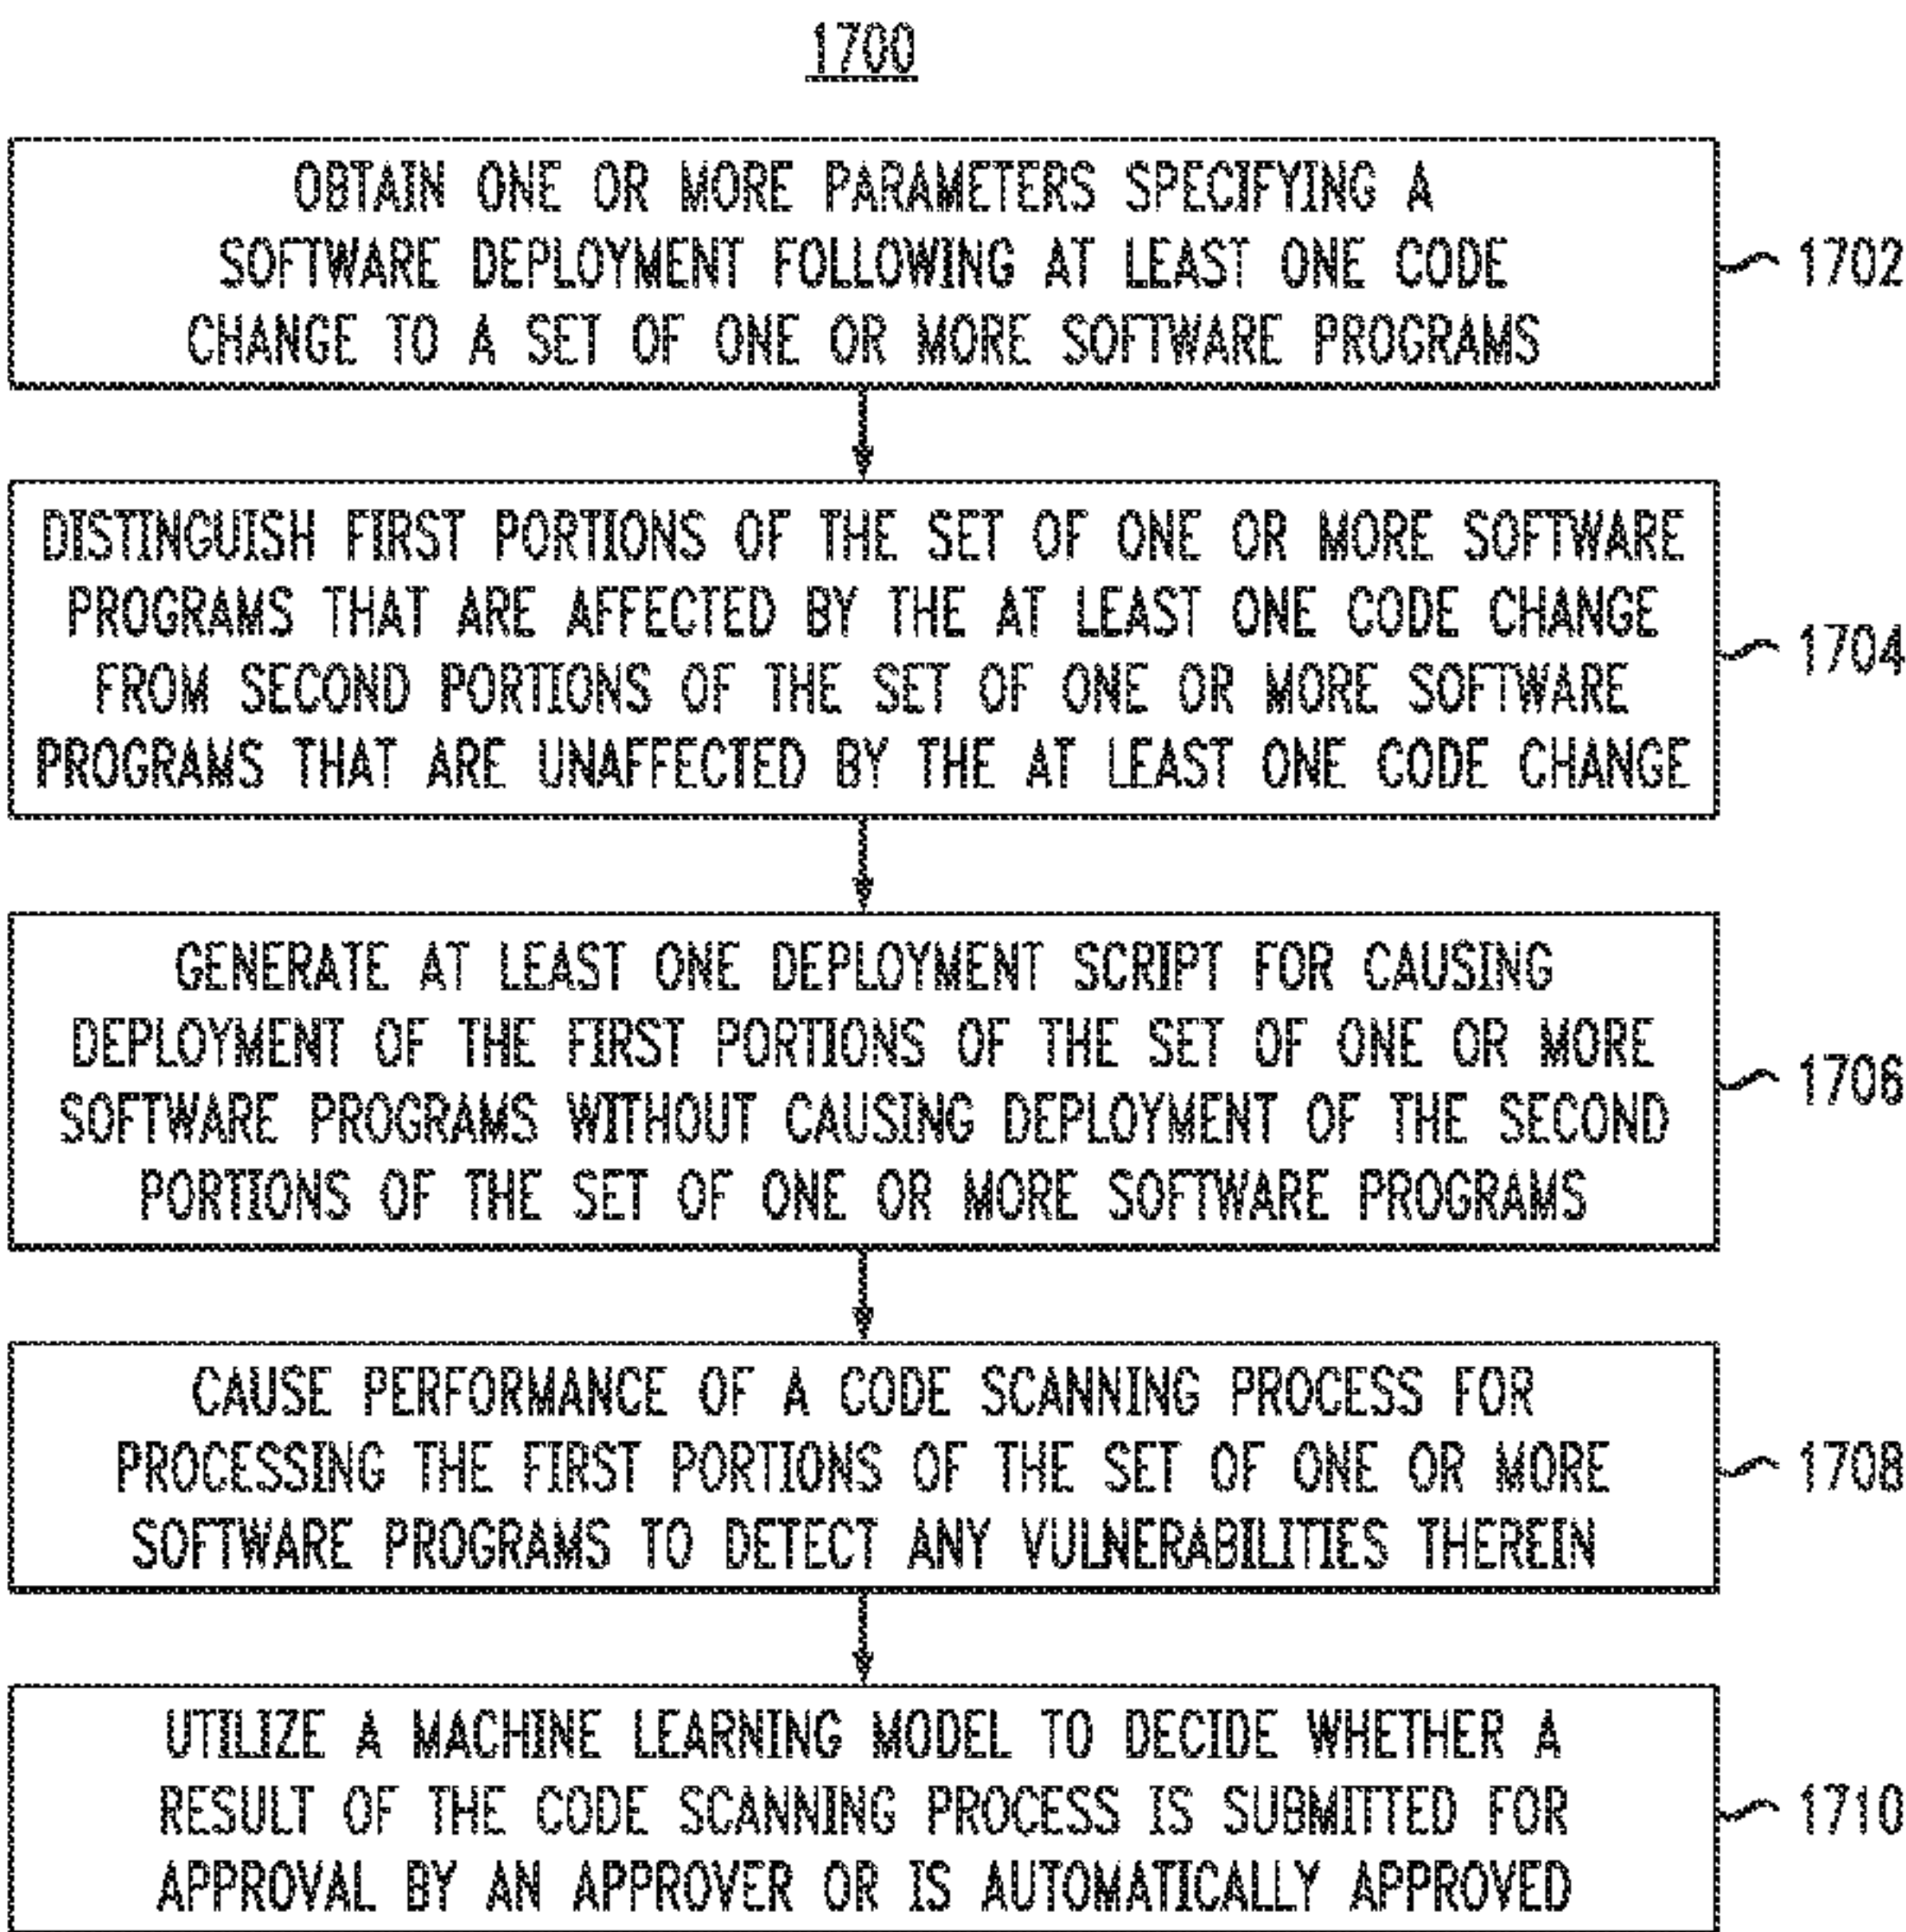 1700
OBTAIN ONE OR MORE PARAMETERS SPECIFYING A
SOFTWARE DEPLOYMENT FOLLOWING AT LEAST ONE CODE
CHANGE TO A SET OF ONE OR MORE SOFTWARE PROGRAMS
1702
DISTINGUISH FIRST PORTIONS OF THE SET OF ONE OR MORE SOFTWARE
PROGRAMS THAT ARE AFFECTED BY THE AT LEAST ONE CODE CHANGE
FROM SECOND PORTIONS OF THE SET OF ONE OR MORE SOFTWARE
PROGRAMS THAT ARE UNAFFECTED BY THE AT LEAST ONE CODE CHANGE
1704
GENERATE AT LEAST ONE DEPLOYMENT SCRIPT FOR CAUSING
DEPLOYMENT OF THE FIRST PORTIONS OF THE SET OF ONE OR MORE
SOFTWARE PROGRAMS WITHOUT CAUSING DEPLOYMENT OF THE SECOND
PORTIONS OF THE SET OF ONE OR MORE SOFTWARE PROGRAMS
1706
CAUSE PERFORMANCE OF A CODE SCANNING PROCESS FOR
PROCESSING THE FIRST PORTIONS OF THE SET OF ONE OR MORE
SOFTWARE PROGRAMS TO DETECT ANY VULNERABILITIES THEREIN
1708
UTILIZE A MACHINE LEARNING MODEL TO DECIDE WHETHER A
RESULT OF THE CODE SCANNING PROCESS IS SUBMITTED FOR
APPROVAL BY AN APPROVER OR IS AUTOMATICALLY APPROVED
1710